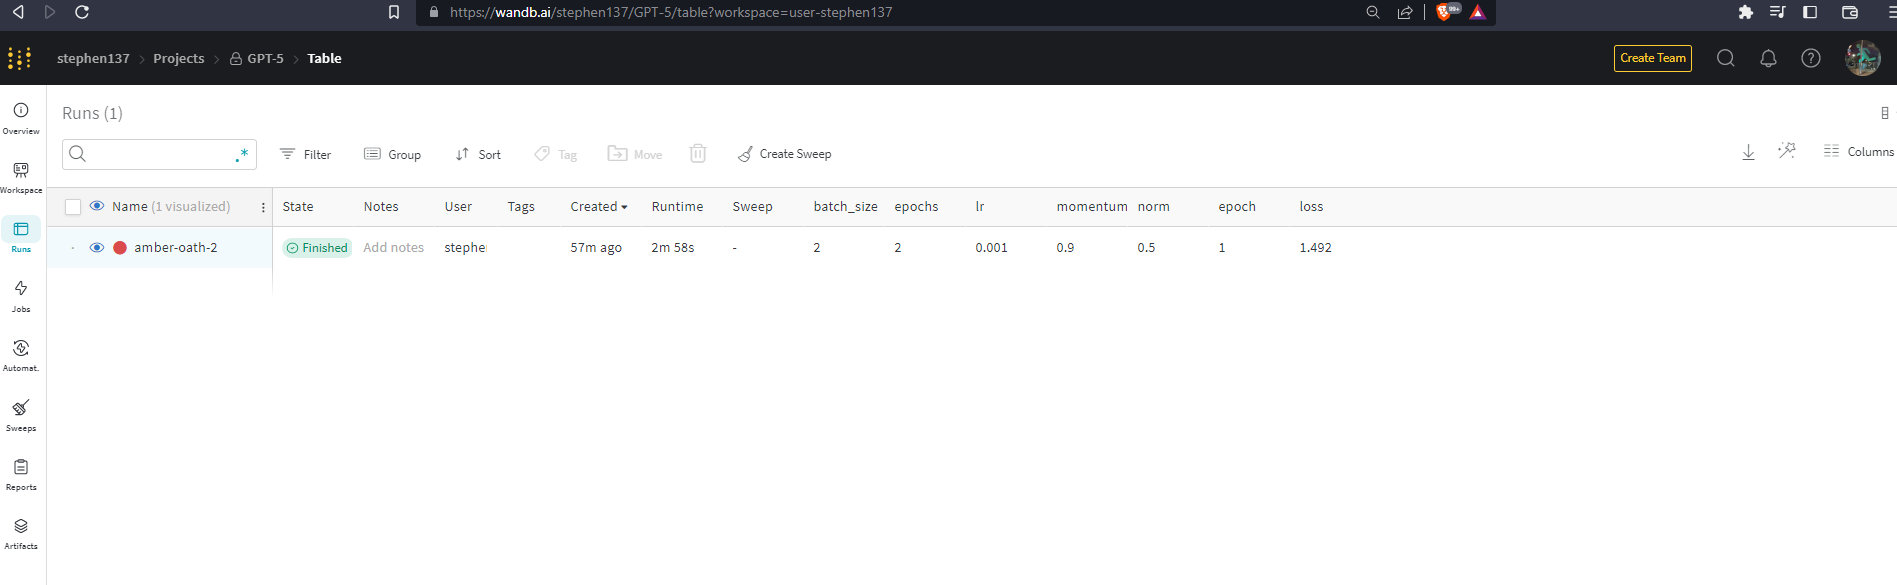 https://wandb.ai/stephen137/GPT-5/table?workspace=user-stephen137
99+
stephen137 > Projects > GPT-5 > Table
Create Team
Runs (1)
.*
Filter
Group
Sort
Tag
Move
Create Sweep
Columns
Name (1 visualized) State Notes User Tags Created Runtime Sweep batch_size epochs lr momentum norm epoch loss
amber-oath-2 Finished Add notes stephe 57m ago 2m 58s - 2 2 0.001 0.9 0.5 1 1.492
Overview
Workspace
Runs
Jobs
Automat.
Sweeps
Reports
Artifacts